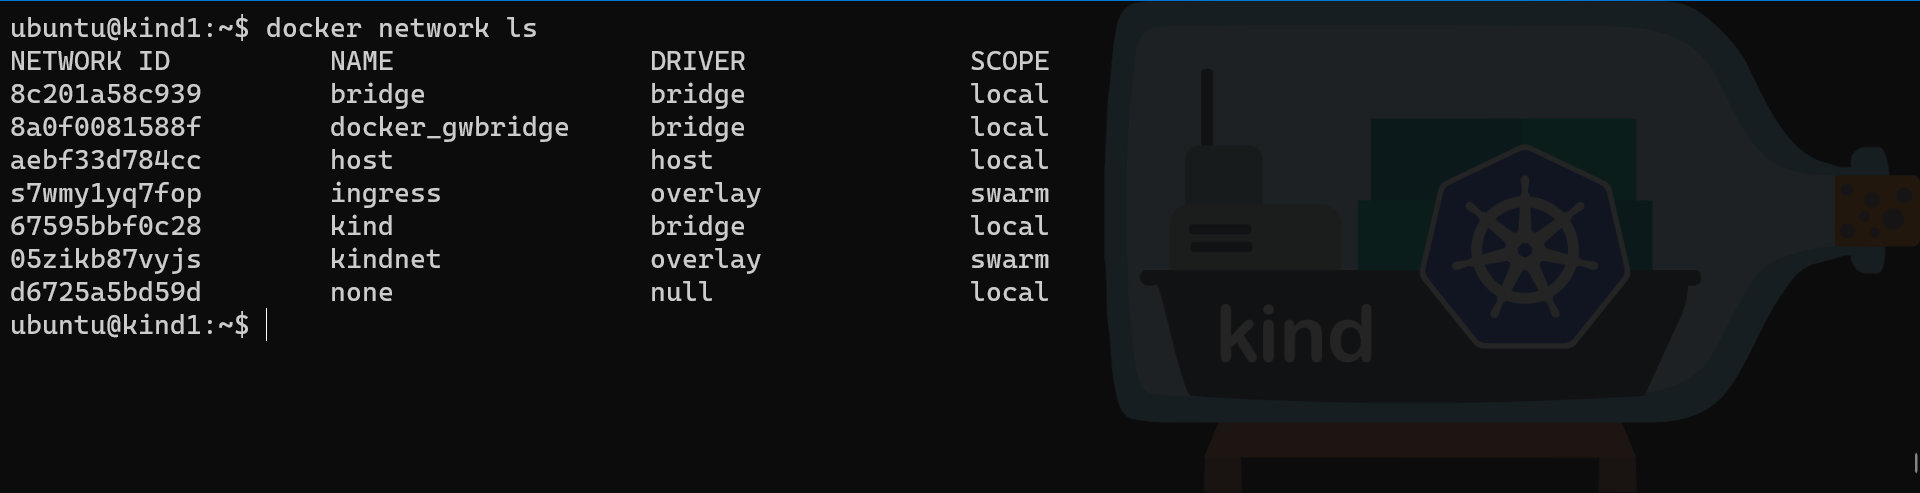 ubuntu@kind1:~$ docker network ls
NETWORK ID          NAME                DRIVER              SCOPE
8c201a58c939        bridge              bridge              local
8a0f0081588f        docker_gwbridge     bridge              local
aebf33d784cc        host                host                local
s7wmy1yq7fop        ingress             overlay             swarm
67595bbf0c28        kind                bridge              local
05zikb87vyjs        kindnet             overlay             swarm
d6725a5bd59d        none                null                local
ubuntu@kind1:~$
kind